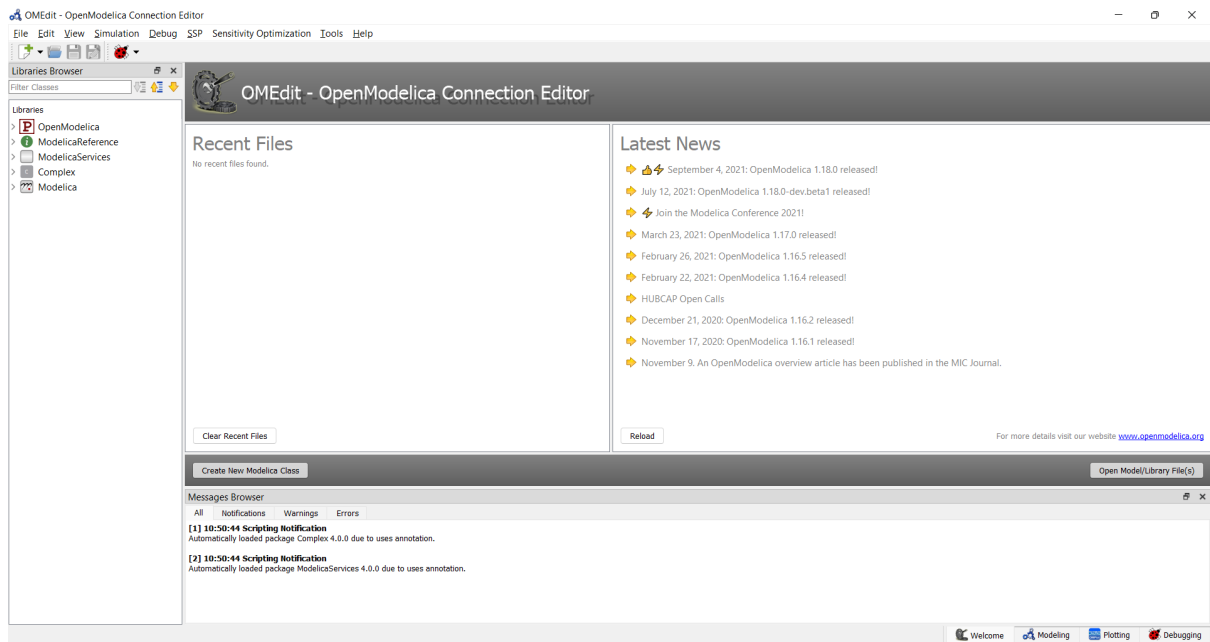 OMEdit - OpenModelica Connection Editor
File Edit View Simulation Debug SSP Sensitivity Optimization Tools Help
Libraries Browser
Filter Classes
Libraries
OpenModelica
ModelicaReference
ModelicaServices
Complex
Modelica
OMEdit - OpenModelica Connection Editor
Recent Files
No recent files found.
Clear Recent Files
Latest News
September 4, 2021: OpenModelica 1.18.0 released!
July 12, 2021: OpenModelica 1.18.0-dev.beta1 released!
Join the Modelica Conference 2021!
March 23, 2021: OpenModelica 1.17.0 released!
February 26, 2021: OpenModelica 1.16.5 released!
February 22, 2021: OpenModelica 1.16.4 released!
HUBCAP Open Calls
December 21, 2020: OpenModelica 1.16.2 released!
November 17, 2020: OpenModelica 1.16.1 released!
November 9. An OpenModelica overview article has been published in the MIC Journal.
Reload
For more details visit our website www.openmodelica.org
Create New Modelica Class
Open Model/Library File(s)
Messages Browser
All Notifications Warnings Errors
[1] 10:50:44 Scripting Notification
Automatically loaded package Complex 4.0.0 due to uses annotation.
[2] 10:50:44 Scripting Notification
Automatically loaded package ModelicaServices 4.0.0 due to uses annotation.
Welcome Modeling Plotting Debugging